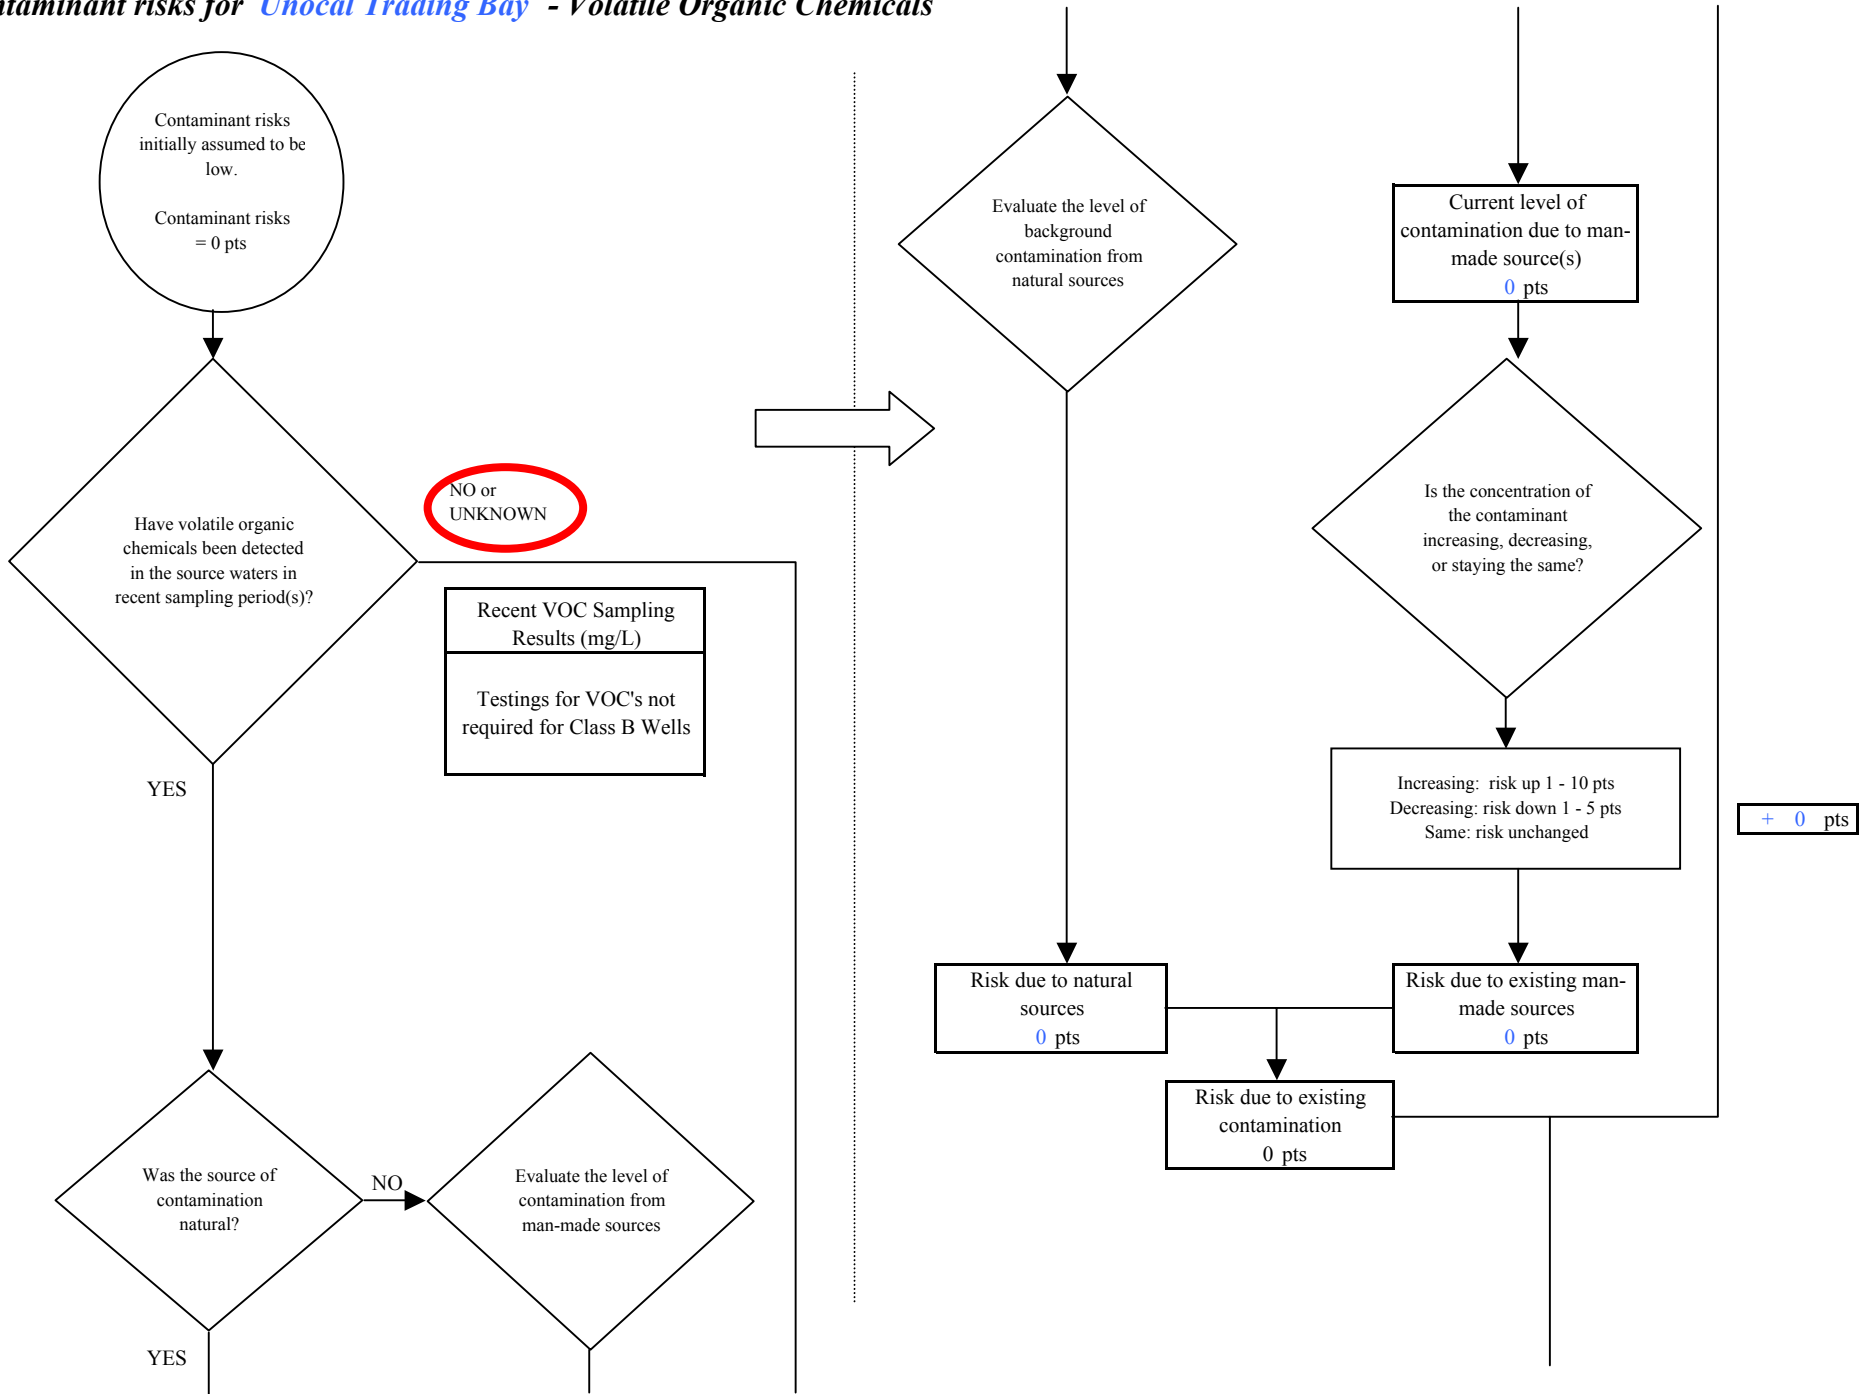 ntaminant risks for Unocal Trading Bay - Volatile Organic Chemicals
Contaminant risks
initially assumed to be
low.
Contaminant risks
= 0 pts
Have volatile organic
chemicals been detected
in the source waters in
recent sampling period(s)?
NO or
UNKNOWN
Recent VOC Sampling
Results (mg/L)
Testings for VOC's not
required for Class B Wells
YES
Was the source of
contamination
natural?
NO
Evaluate the level of
contamination from
man-made sources
YES
Evaluate the level of
background
contamination from
natural sources
Current level of
contamination due to man-
made source(s)
0 pts
Is the concentration of
the contaminant
increasing, decreasing,
or staying the same?
Increasing: risk up 1 - 10 pts
Decreasing: risk down 1 - 5 pts
Same: risk unchanged
+ 0 pts
Risk due to natural
sources
0 pts
Risk due to existing man-
made sources
0 pts
Risk due to existing
contamination
0 pts